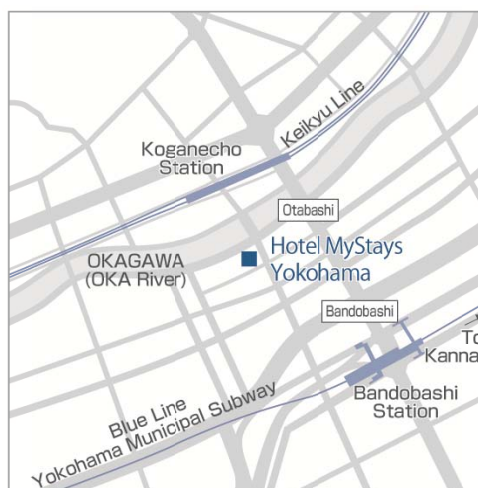 Keikyu Line
Koganecho
Station
Otabashi
Hotel MyStays
Yokohama
OKAGAWA
(OKA River)
Bandobashi
Kanna
Bandobashi
Station
Blue Line
Yokohama Municipal Subway